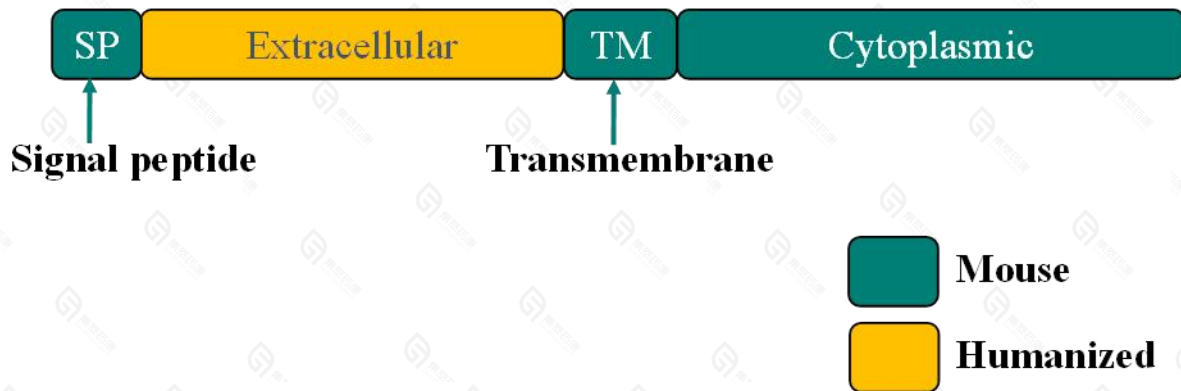 SP Extracellular TM Cytoplasmic
Signal peptide Transmembrane
Mouse
Humanized